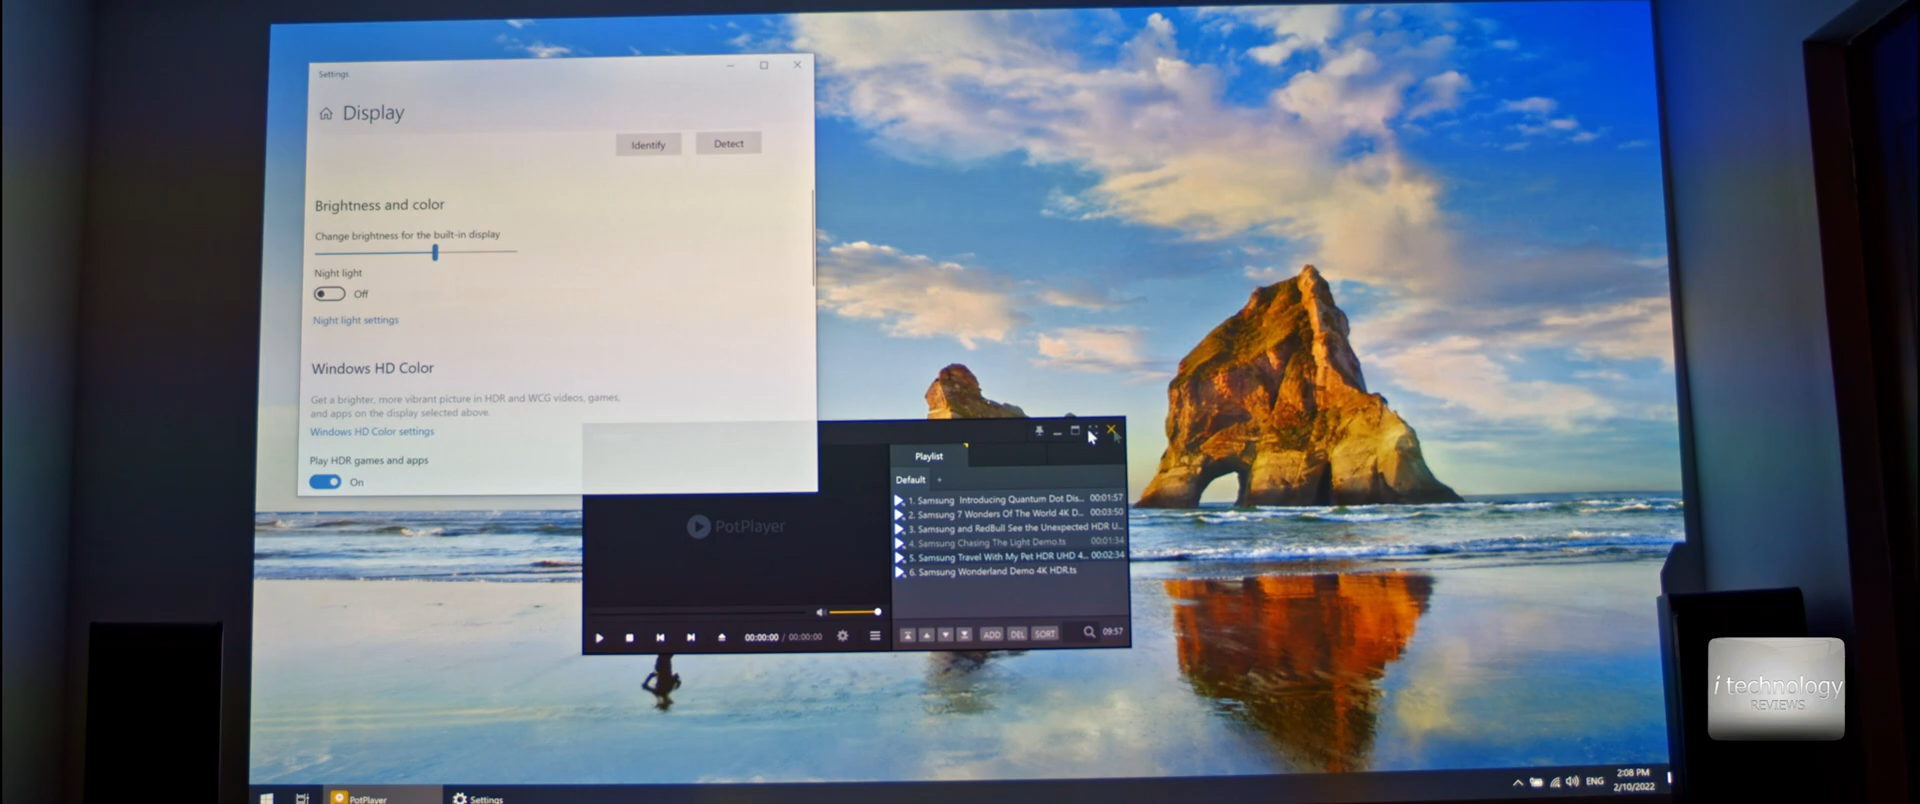 Settings
Display
Identify
Detect
Brightness and color
Change brightness for the built-in display
Night light
Off
Night light settings
Windows HD Color
Get a brighter, more vibrant picture in HDR and WCG videos, games,
and apps on the display selected above.
Windows HD Color settings
Play HDR games and apps
On
PotPlayer
00:00:00 / 00:00:00
Playlist
Default +
1. Samsung Introducing Quantum Dot Dis... 00:01:57
2. Samsung 7 Wonders Of The World 4K D... 00:03:50
3. Samsung and RedBull See the Unexpected HDR U...
4. Samsung Chasing The Light Demo.ts 00:01:34
5. Samsung Travel With My Pet HDR UHD 4... 00:02:34
6. Samsung Wonderland Demo 4K HDR.ts
ADD DEL SORT 09:57
PotPlayer
Settings
ENG
2:08 PM
2/10/2022
i technology
REVIEWS